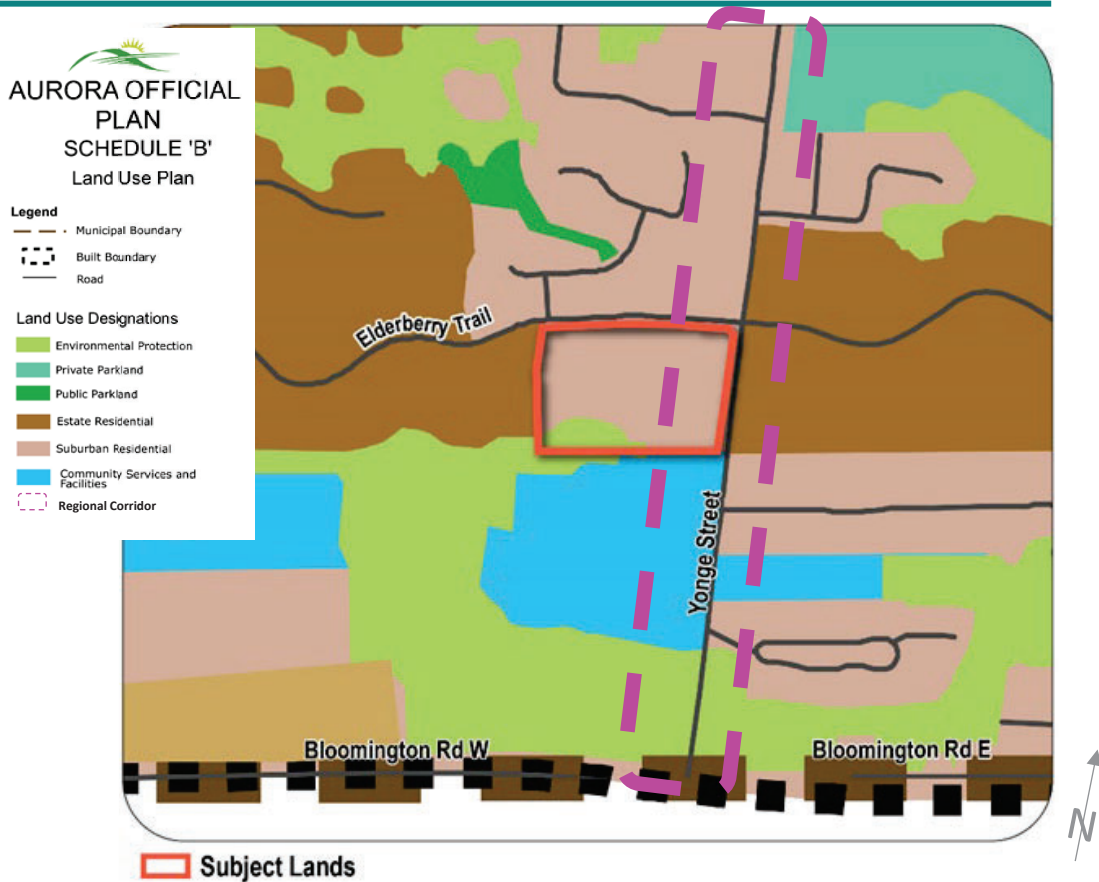 AURORA OFFICIAL
PLAN
SCHEDULE 'B'
Land Use Plan
Legend
Municipal Boundary
Built Boundary
Road
Land Use Designations
Environmental Protection
Private Parkland
Public Parkland
Estate Residential
Suburban Residential
Community Services and
Facilities
Regional Corridor
Elderberry Trail
Yonge Street
Bloomington Rd W
Bloomington Rd E
N
Subject Lands